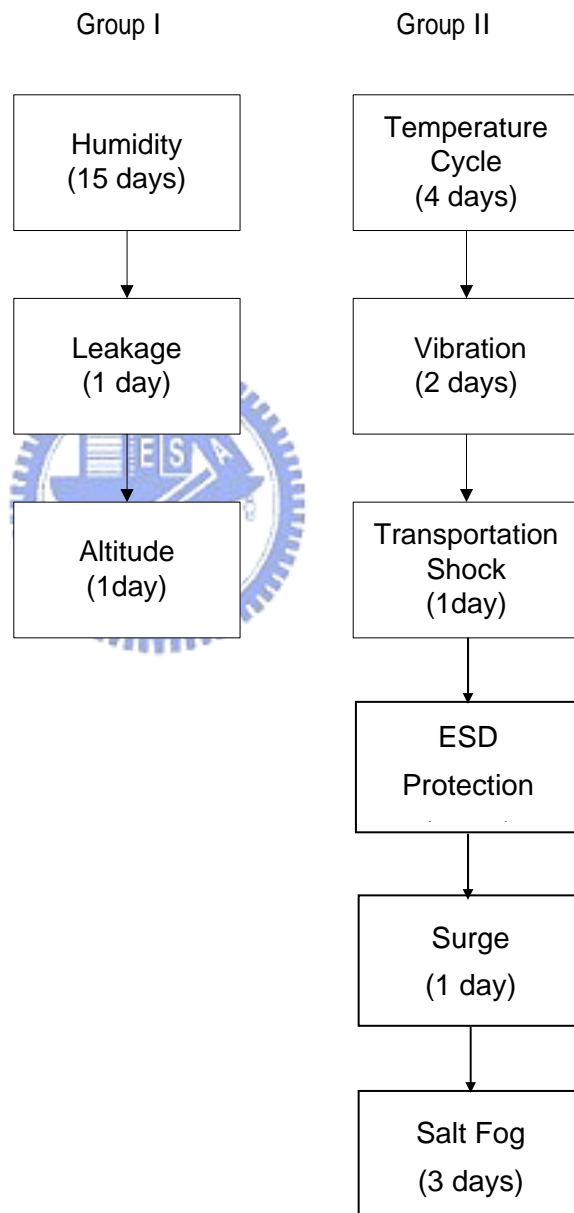 Group I
Humidity
(15 days)
Leakage
(1 day)
E S A
Altitude
(1day)
Group II
Temperature
Cycle
(4 days)
Vibration
(2 days)
Transportation
Shock
(1day)
ESD
Protection
Surge
(1 day)
Salt Fog
(3 days)